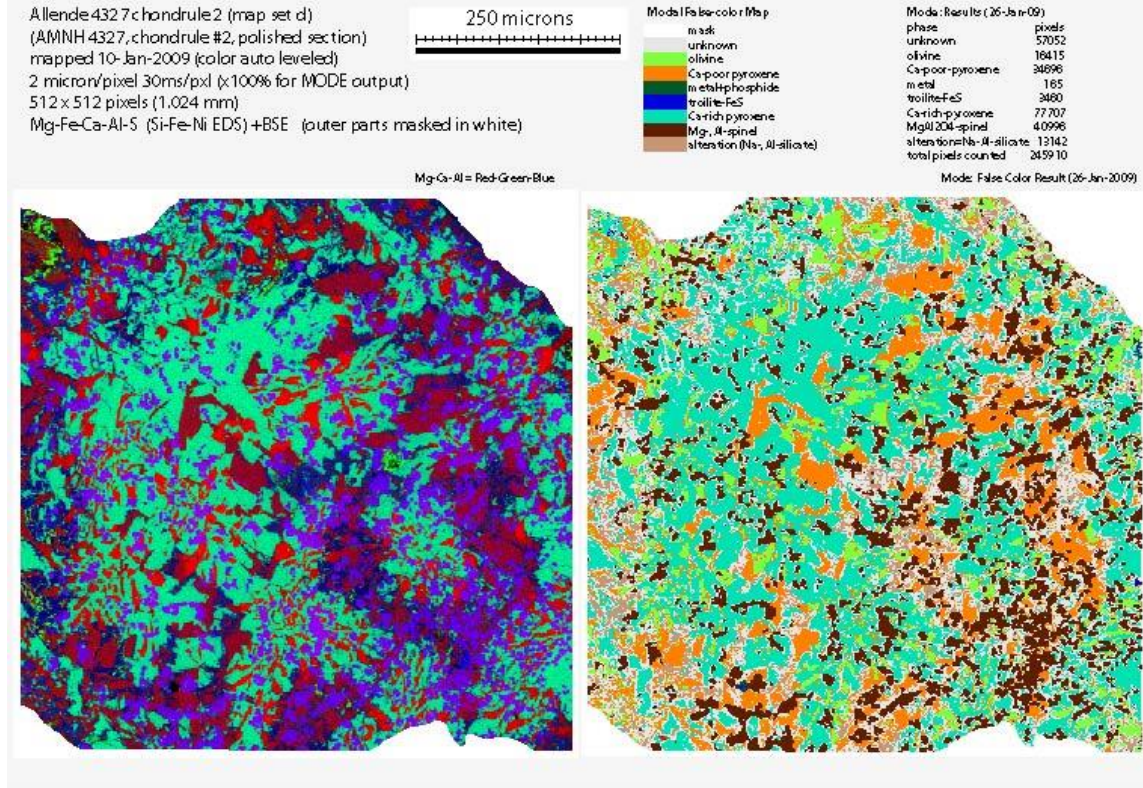 Allende 4327 chondrule 2 (map set d)
(AMNH 4327, chondrule #2, polished section)
mapped 10-Jan-2009 (color auto leveled)
2 micron/pixel 30ms/pxl (x100% for MODE output)
512 x 512 pixels (1.024 mm)
Mg-Fe-Ca-Al-S (Si-Fe-Ni EDS) +BSE (outer parts masked in white)
250 microns
Modal False-color Map
mask
unknown
olivine
Ca-poor pyroxene
metal+phosphide
troilite-FeS
Ca-rich pyroxene
Mg-, Al-spinel
alteration (Na-, Al-silicate)
Mode: Results (26-Jan-09)
phase pixels
unknown 57052
olivine 16415
Ca-poor-pyroxene 34696
metal 165
troilite-FeS 3460
Ca-rich-pyroxene 77707
MgAl2O4-spinel 40996
alteration=Na-Al-silicate 13142
total pixels counted 245910
Mg-Ca-Al = Red-Green-Blue
Mode: False Color Result (26-Jan-2009)